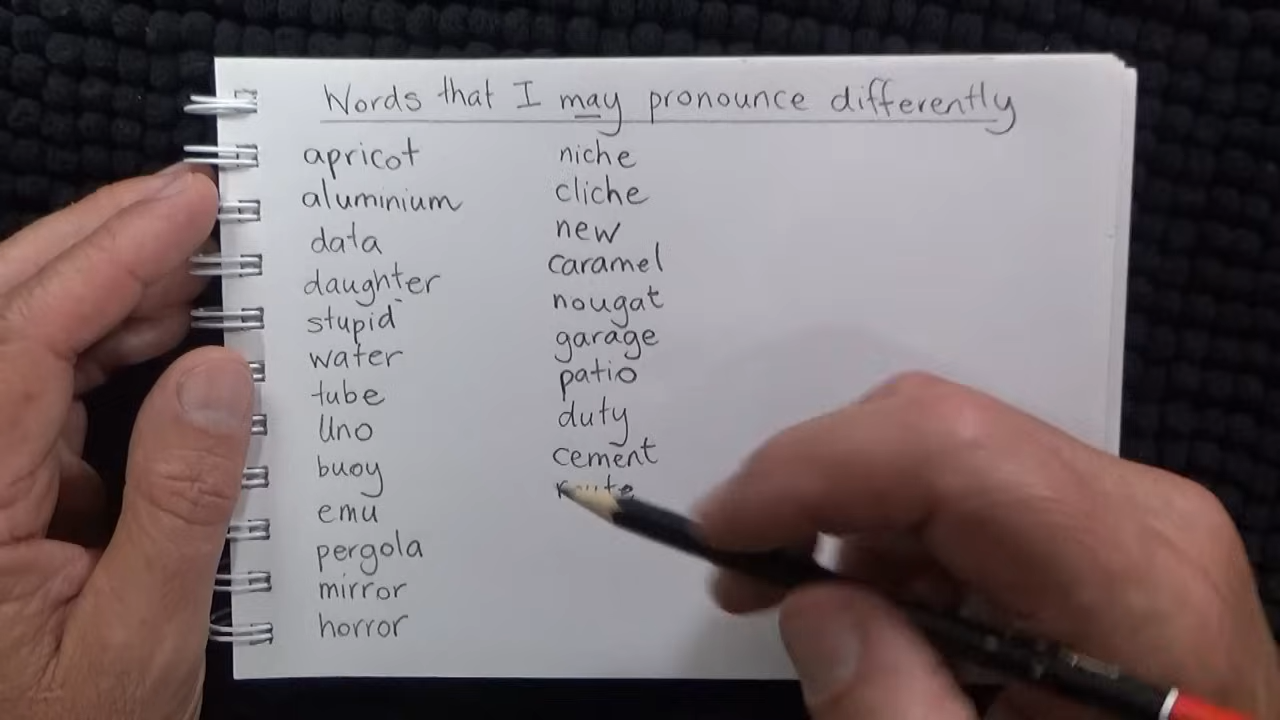 Words that I may pronounce differently
apricot
aluminium
data
daughter
stupid
water
tube
Uno
buoy
emu
pergola
mirror
horror
niche
cliche
new
caramel
nougat
garage
patio
duty
cement
route